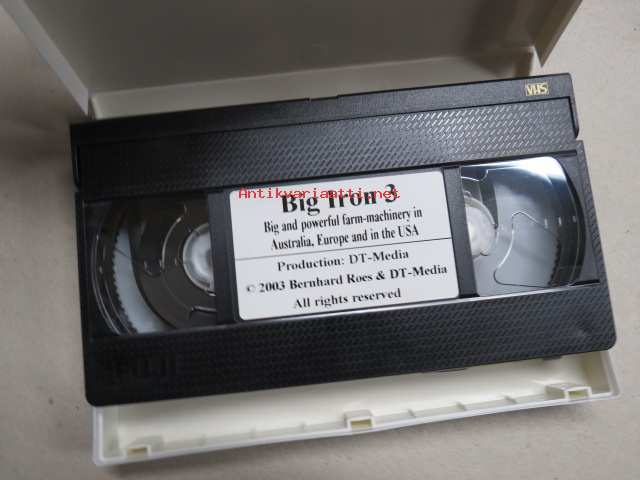 VHS
Antikvariaatti.net
Big Iron 3
Big and powerful farm-machinery in
Australia, Europe and in the USA
Production: DT-Media
© 2003 Bernhard Roes & DT-Media
All rights reserved